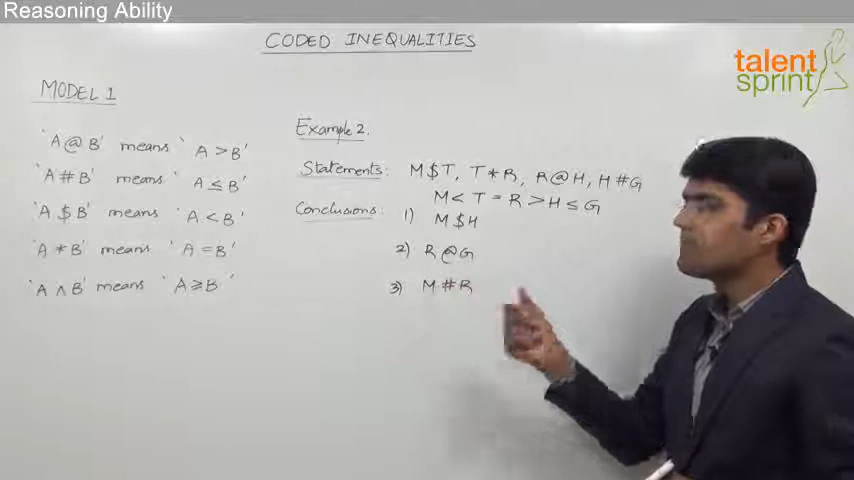 Reasoning Ability
CODED INEQUALITIES
talent
sprint
MODEL 1
'A @ B' means 'A > B'
'A # B' means 'A ≤ B'
'A $ B' means 'A < B'
'A * B' means 'A = B'
'A ∧ B' means 'A ≥ B'
Example 2.
Statements: M $ T, T * R, R @ H, H # G
M < T = R > H ≤ G
Conclusions: 1) M $ H
2) R @ G
3) M # R